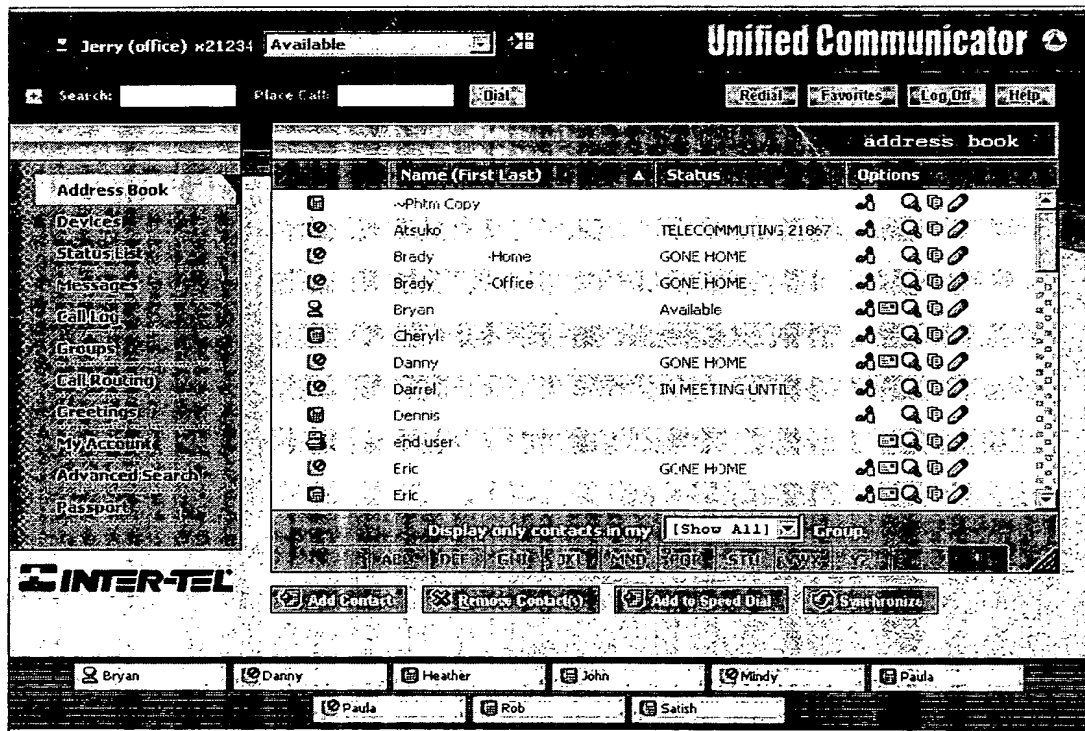 Jerry (office) x21234 Available Unified Communicator
Search: Place Call: Dial Redial Favorites Log Off Help
address book
Name (First Last) Status Options
Address Book
Devices
Status List
Messages
Call Log
Groups
Call Routing
Greetings
My Account
Advanced Search
Passport
~Phtm Copy
Atsuko TELECOMMUTING 21867
Brady -Home GONE HOME
Brady -Office GONE HOME
Bryan Available
Cheryl
Danny GONE HOME
Darrel IN MEETING UNTIL
Dennis
end user
Eric GONE HOME
Eric
Display only contacts in my [Show All] Group.
DEF GHI JKL MNO PQR STU
INTER-TEL
Add Contact Remove Contact(s) Add to Speed Dial Synchronize
Bryan Danny Heather John Mindy Paula
Paula Rob Satish